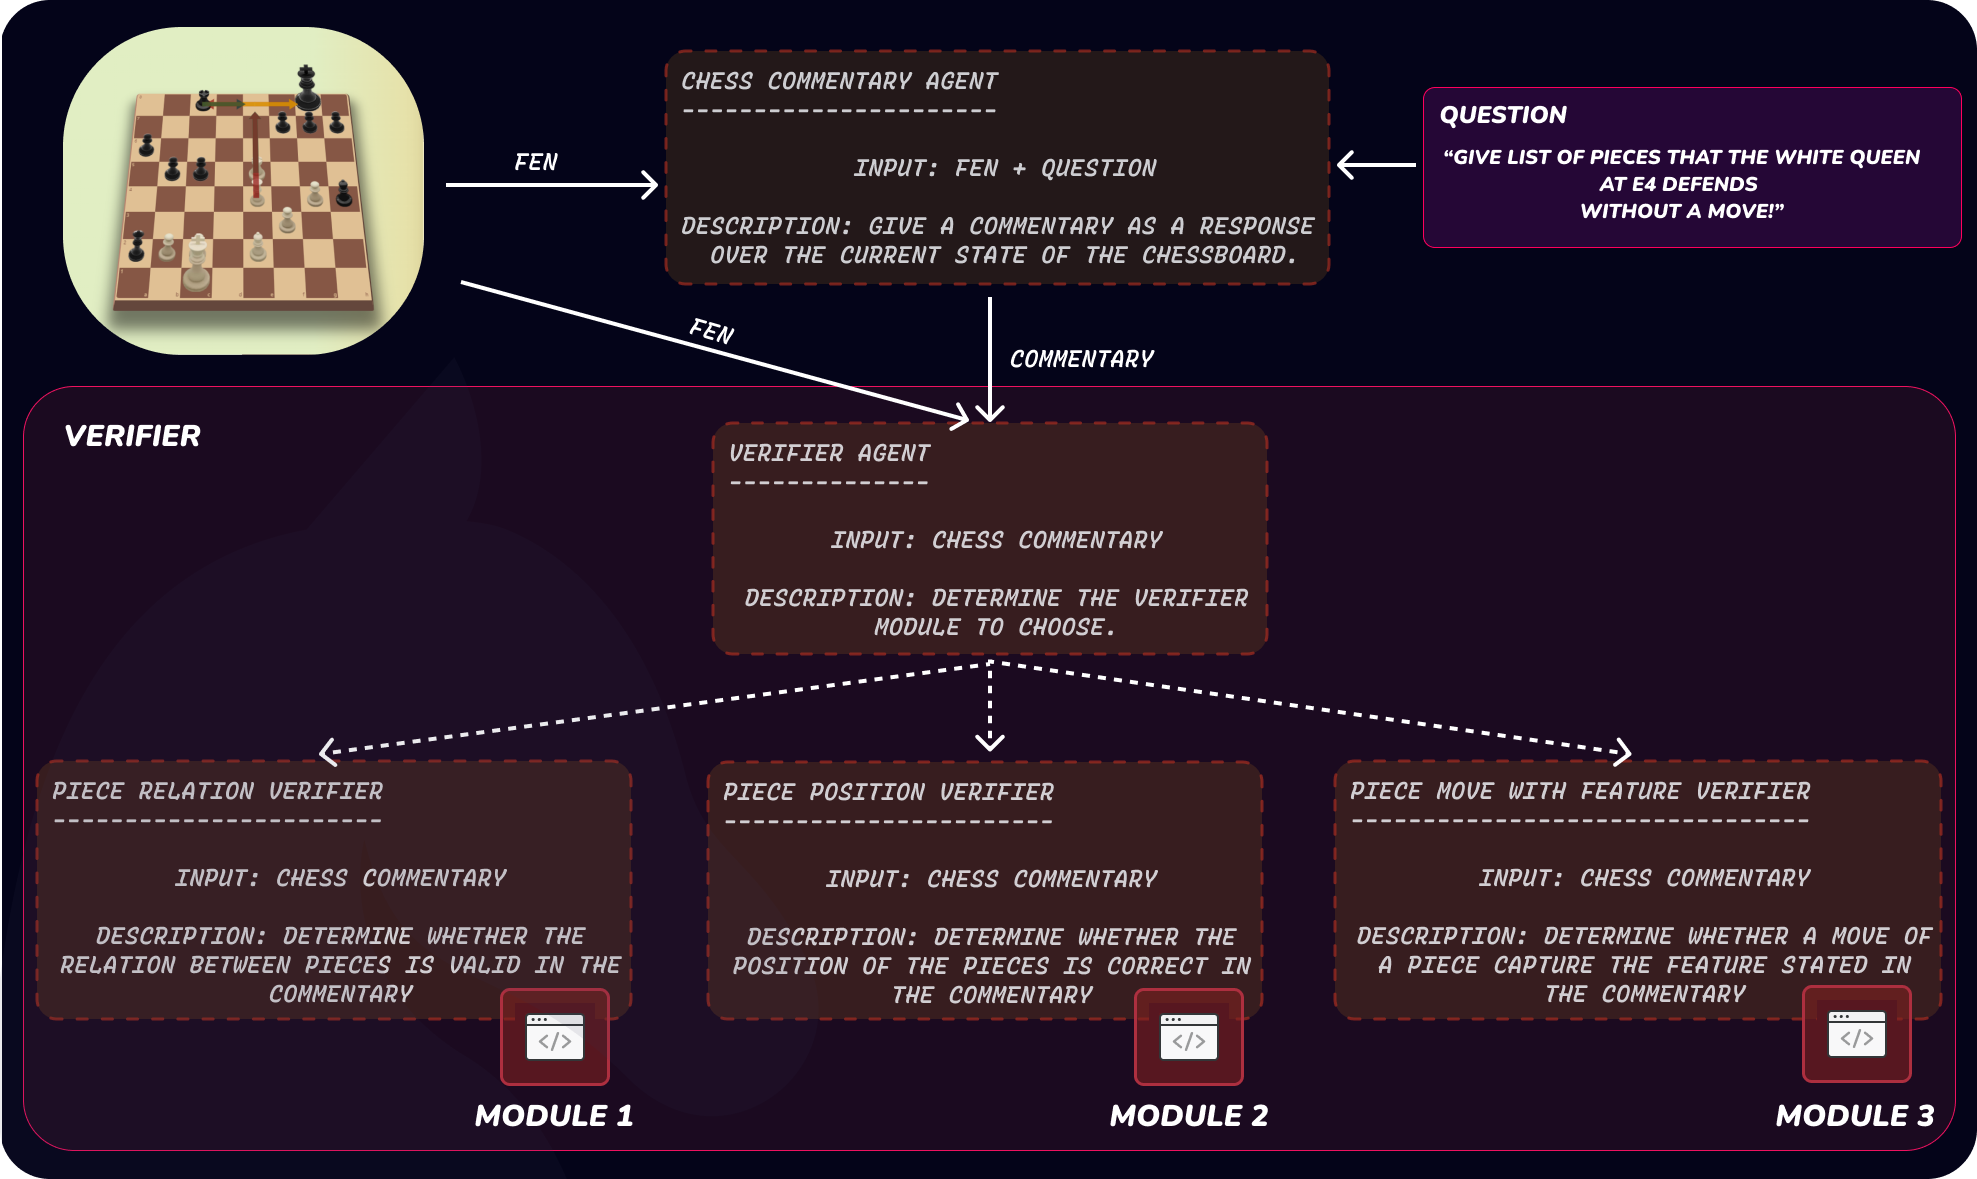 CHESS COMMENTARY AGENT
----------------------
INPUT: FEN + QUESTION
DESCRIPTION: GIVE A COMMENTARY AS A RESPONSE
OVER THE CURRENT STATE OF THE CHESSBOARD.
QUESTION
“GIVE LIST OF PIECES THAT THE WHITE QUEEN
AT E4 DEFENDS
WITHOUT A MOVE!”
FEN
FEN
COMMENTARY
VERIFIER
VERIFIER AGENT
--------------
INPUT: CHESS COMMENTARY
DESCRIPTION: DETERMINE THE VERIFIER
MODULE TO CHOOSE.
PIECE RELATION VERIFIER
-----------------------
INPUT: CHESS COMMENTARY
DESCRIPTION: DETERMINE WHETHER THE
RELATION BETWEEN PIECES IS VALID IN THE
COMMENTARY
</>
MODULE 1
PIECE POSITION VERIFIER
-----------------------
INPUT: CHESS COMMENTARY
DESCRIPTION: DETERMINE WHETHER THE
POSITION OF THE PIECES IS CORRECT IN
THE COMMENTARY
</>
MODULE 2
PIECE MOVE WITH FEATURE VERIFIER
--------------------------------
INPUT: CHESS COMMENTARY
DESCRIPTION: DETERMINE WHETHER A MOVE OF
A PIECE CAPTURE THE FEATURE STATED IN
THE COMMENTARY
</>
MODULE 3